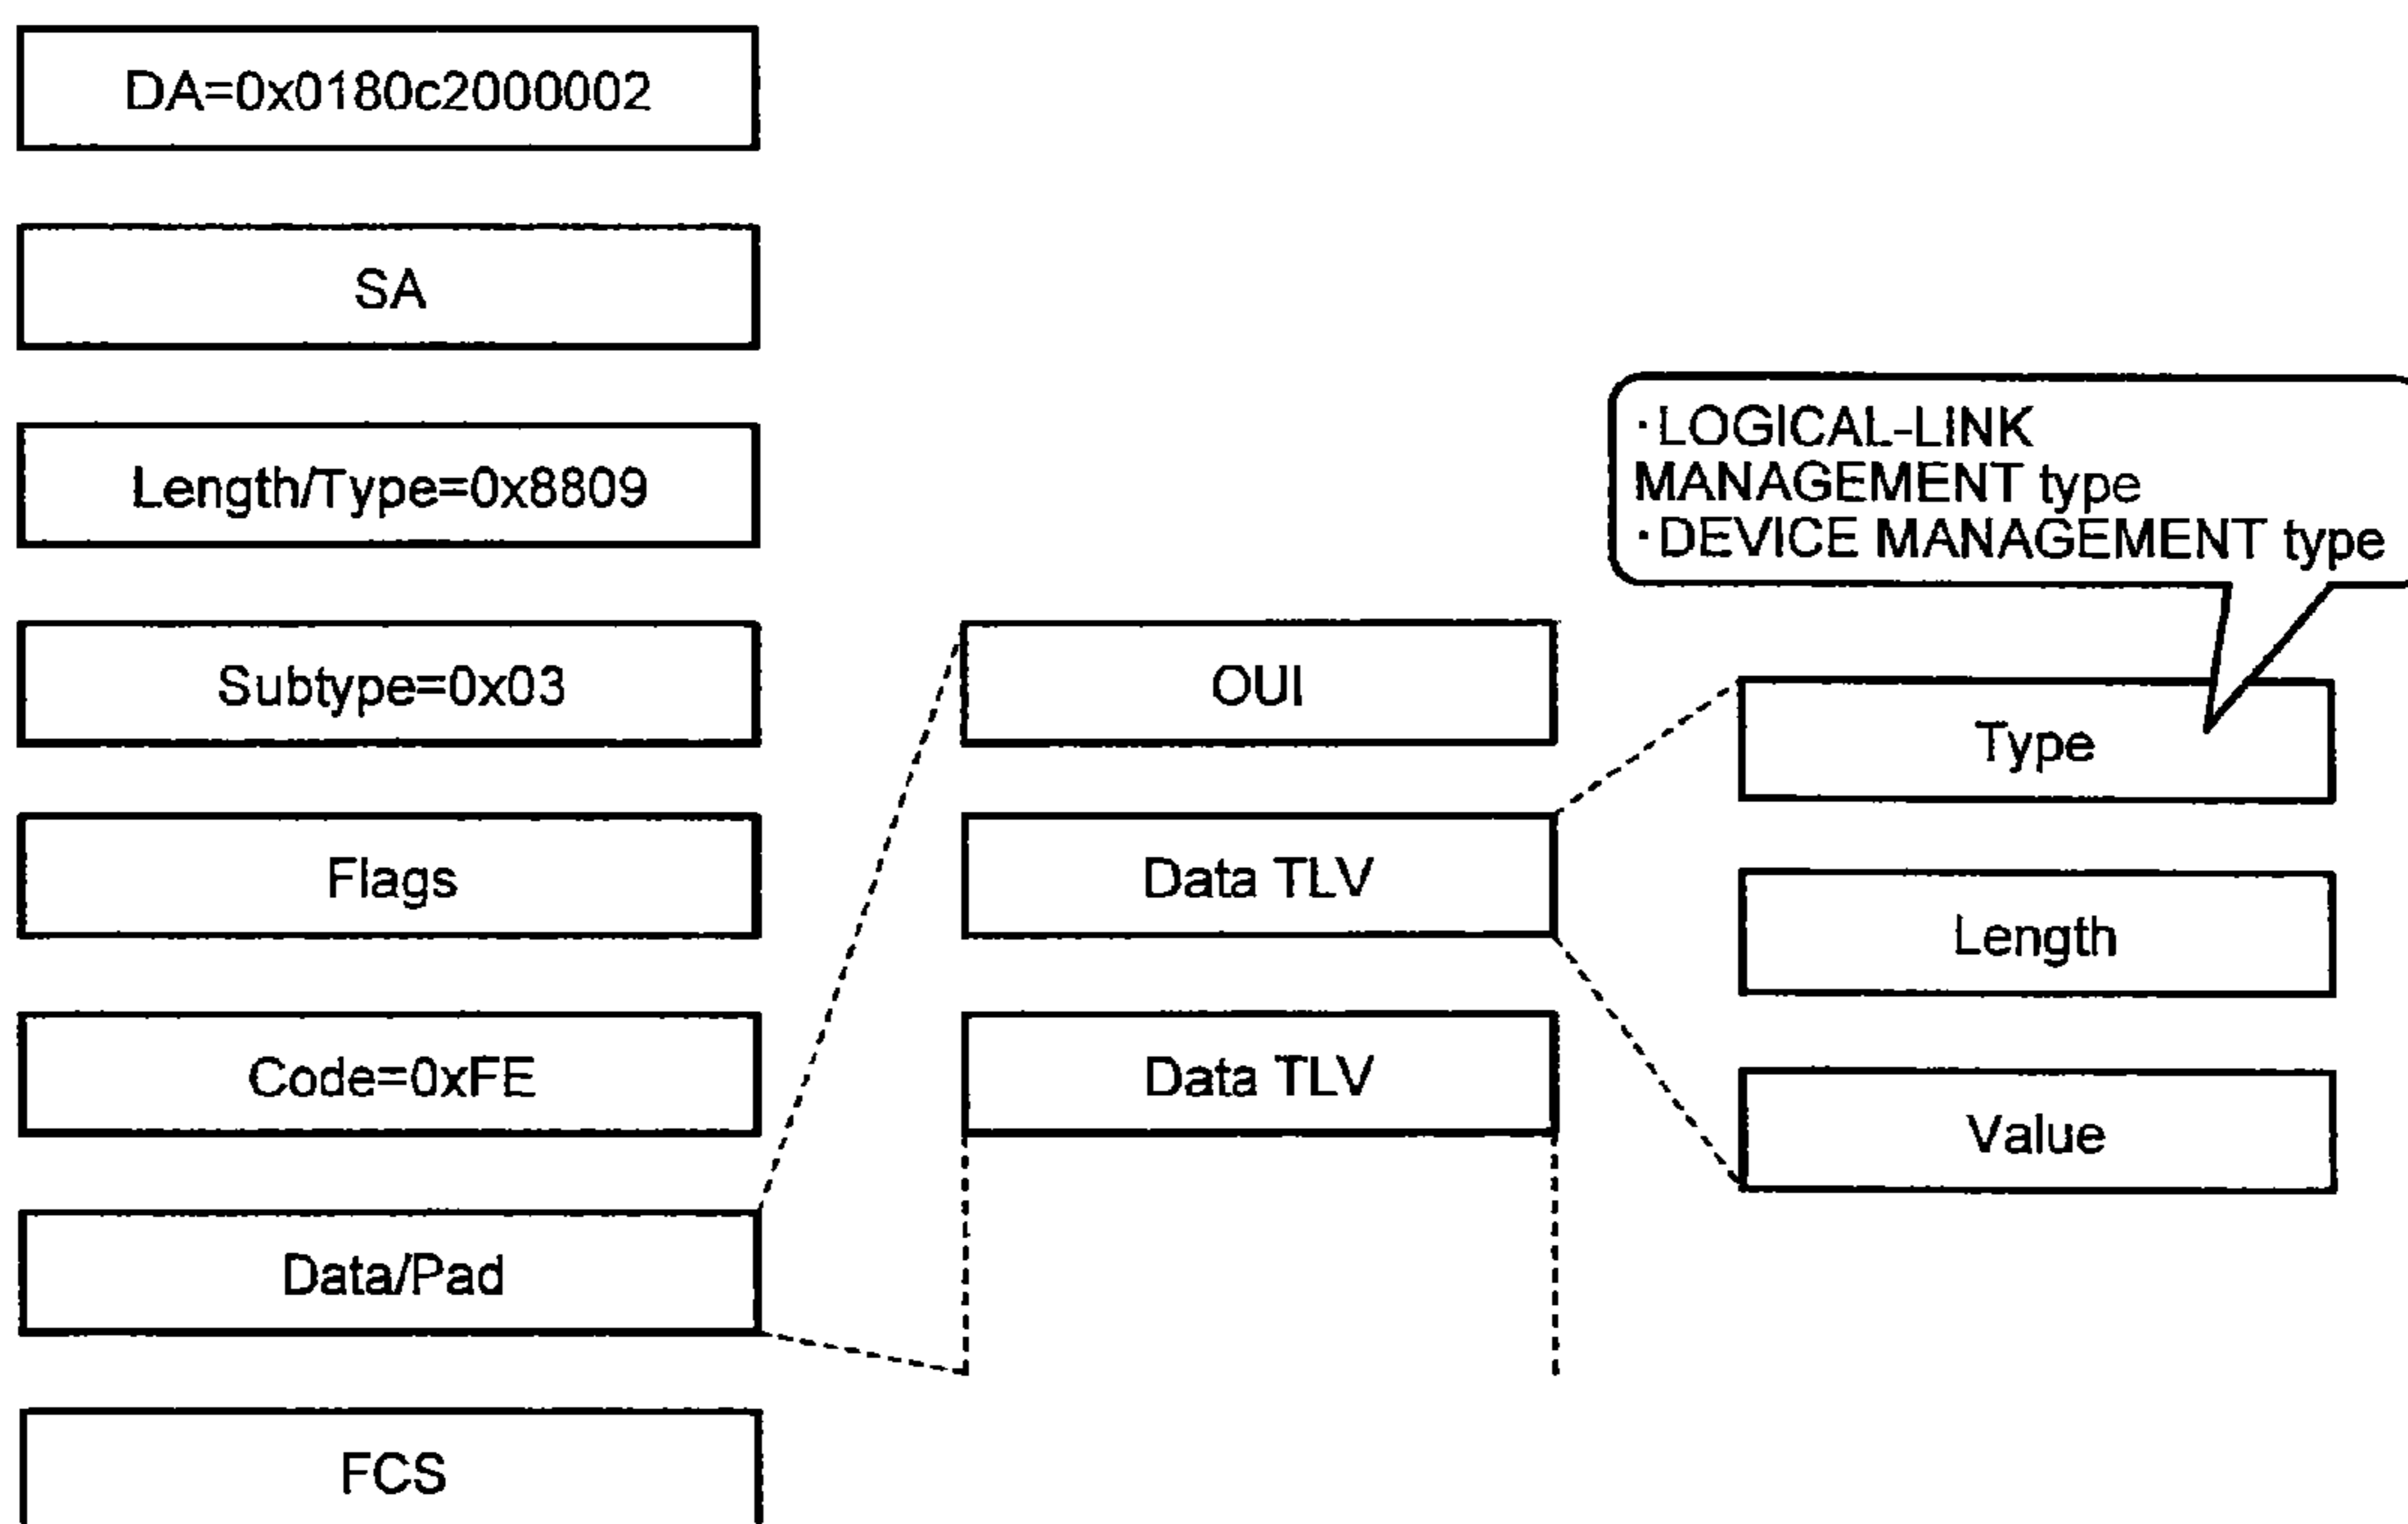 DA=0x0180c2000002
SA
Length/Type=0x8809
Subtype=0x03
Flags
Code=0xFE
Data/Pad
FCS
OUI
Data TLV
Data TLV
·LOGICAL-LINK
MANAGEMENT type
·DEVICE MANAGEMENT type
Type
Length
Value